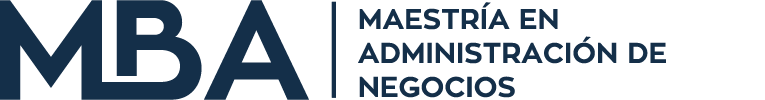 MBA
MAESTRÍA EN
ADMINISTRACIÓN DE
NEGOCIOS